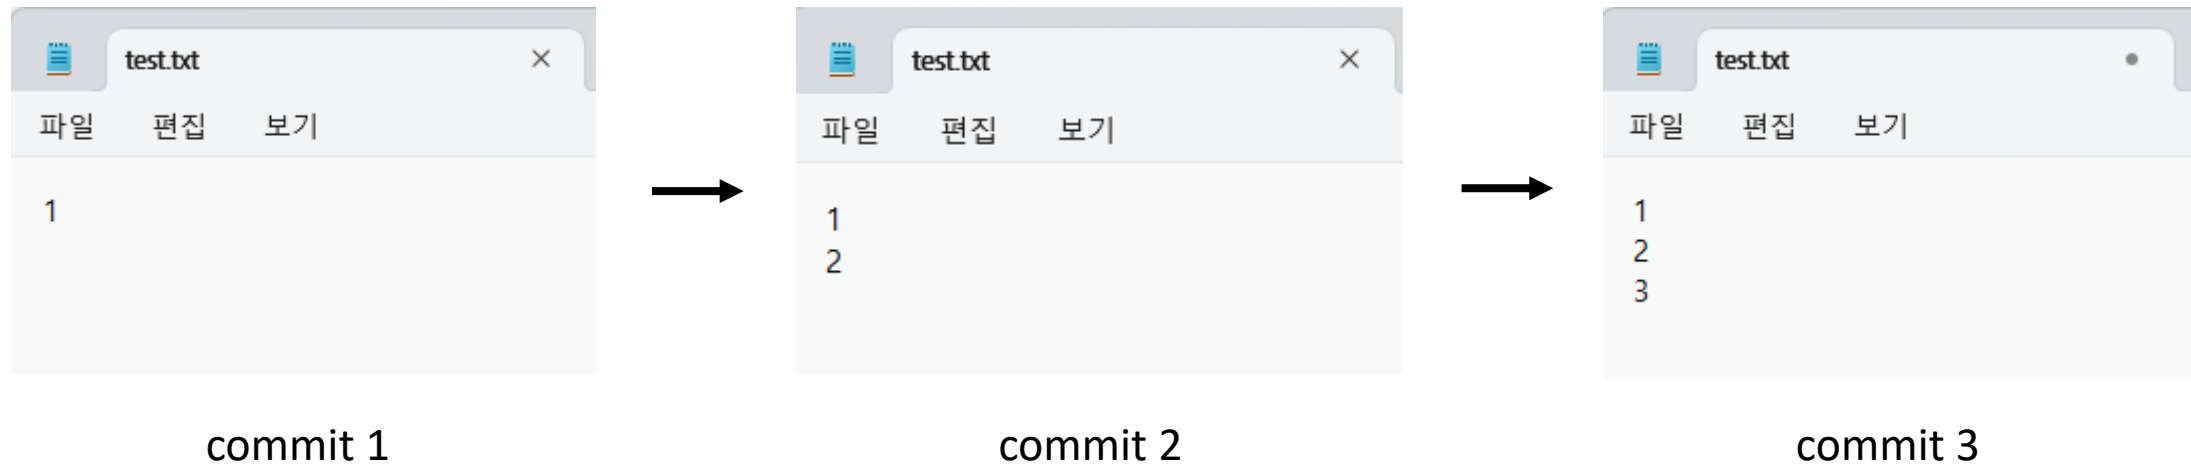 test.txt
파일 편집 보기
1
commit 1
test.txt
파일 편집 보기
1
2
commit 2
test.txt
파일 편집 보기
1
2
3
commit 3